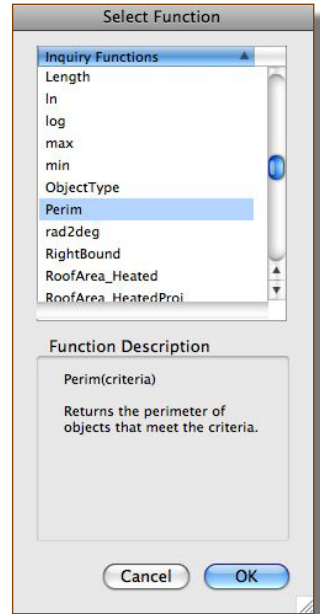 Select Function
Inquiry Functions
Length
ln
log
max
min
ObjectType
Perim
rad2deg
RightBound
RoofArea_Heated
RoofArea_HeatedProj
Function Description
Perim(criteria)
Returns the perimeter of
objects that meet the criteria.
Cancel
OK